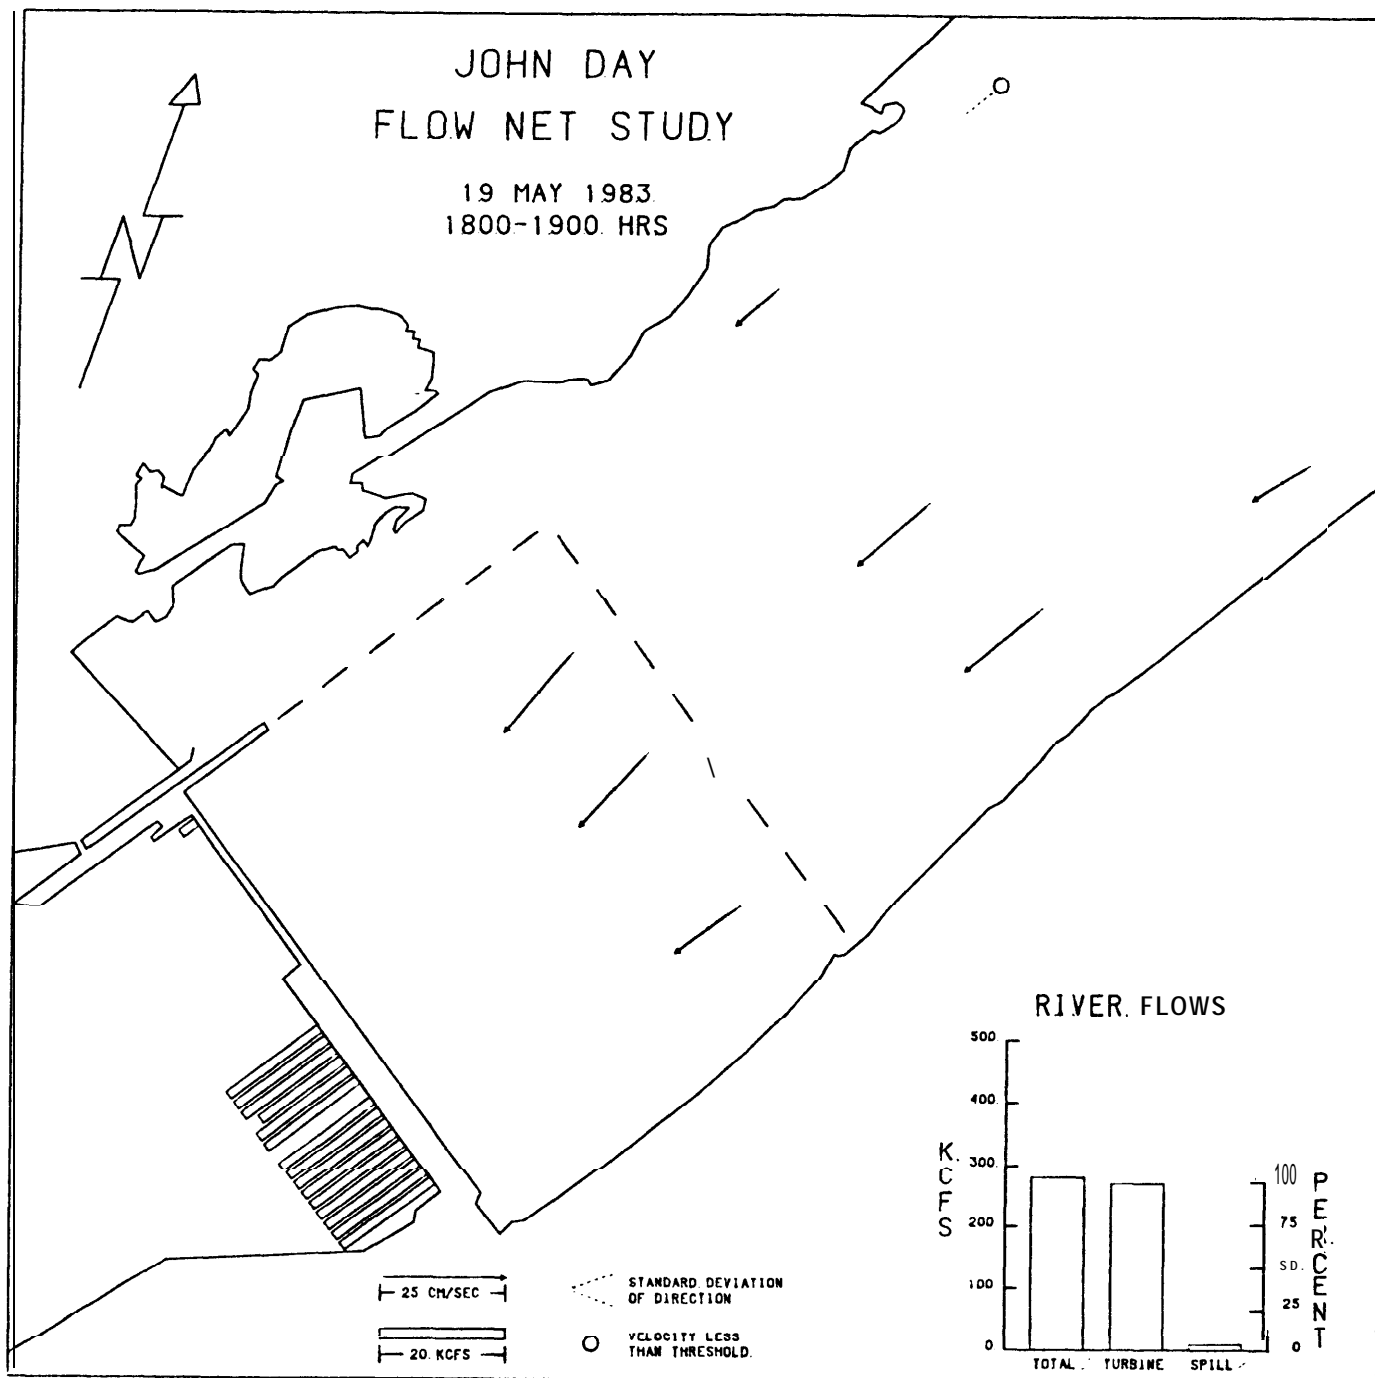 JOHN DAY
FLOW NET STUDY
19 MAY 1983
1800-1900 HRS
N
RIVER FLOWS
KCFS
500
400
300
200
100
0
PERCENT
100
75
SD.
25
0
TOTAL TURBINE SPILL
25 CM/SEC
20 KCFS
STANDARD DEVIATION
OF DIRECTION
VELOCITY LESS
THAN THRESHOLD.